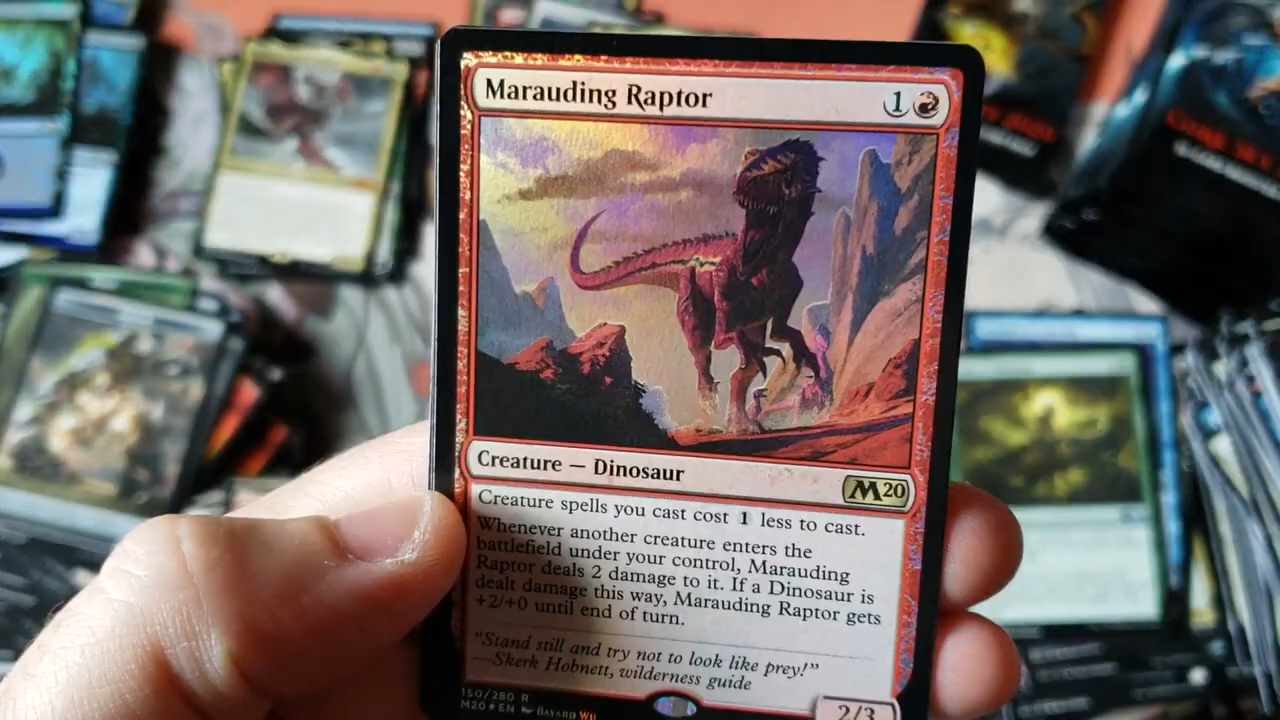 Marauding Raptor
1
Creature — Dinosaur
M20
Creature spells you cast cost 1 less to cast.
Whenever another creature enters the
battlefield under your control, Marauding
Raptor deals 2 damage to it. If a Dinosaur is
dealt damage this way, Marauding Raptor gets
+2/+0 until end of turn.
"Stand still and try not to look like prey!"
—Skerk Hobnett, wilderness guide
150/280 R
M20 ★ EN Bayard Wu
2/3